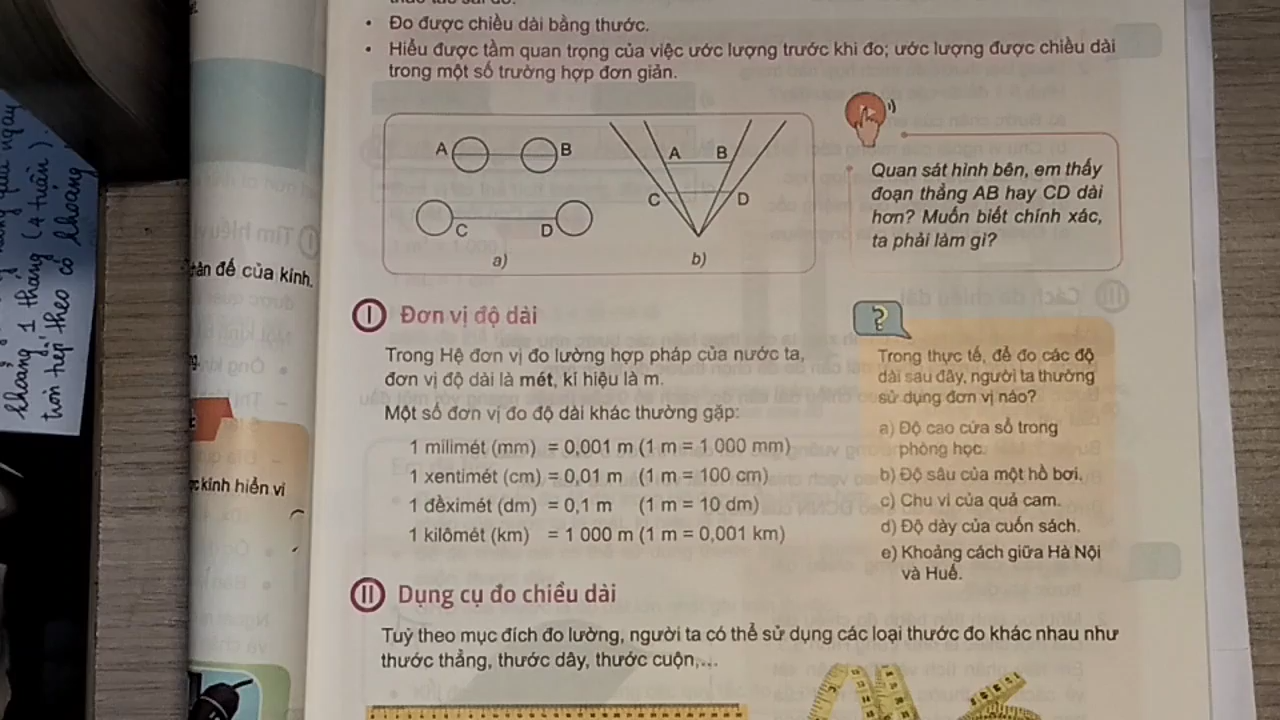 • Đo được chiều dài bằng thước.
• Hiểu được tầm quan trọng của việc ước lượng trước khi đo; ước lượng được chiều dài
trong một số trường hợp đơn giản.
A B
C D
a)
A B
C D
b)
Quan sát hình bên, em thấy
đoạn thẳng AB hay CD dài
hơn? Muốn biết chính xác,
ta phải làm gì?
I Đơn vị độ dài
Trong Hệ đơn vị đo lường hợp pháp của nước ta,
đơn vị độ dài là mét, kí hiệu là m.
Một số đơn vị đo độ dài khác thường gặp:
1 milimét (mm) = 0,001 m (1 m = 1 000 mm)
1 xentimét (cm) = 0,01 m (1 m = 100 cm)
1 đềximét (dm) = 0,1 m (1 m = 10 dm)
1 kilômét (km) = 1 000 m (1 m = 0,001 km)
?
Trong thực tế, để đo các độ
dài sau đây, người ta thường
sử dụng đơn vị nào?
a) Độ cao cửa sổ trong
phòng học.
b) Độ sâu của một hồ bơi.
c) Chu vi của quả cam.
d) Độ dày của cuốn sách.
e) Khoảng cách giữa Hà Nội
và Huế.
II Dụng cụ đo chiều dài
Tuỳ theo mục đích đo lường, người ta có thể sử dụng các loại thước đo khác nhau như
thước thẳng, thước dây, thước cuộn,...
đế của kính.
kính hiển vi
khoảng 1 tháng (4 tuần)
tiếp theo có khoảng